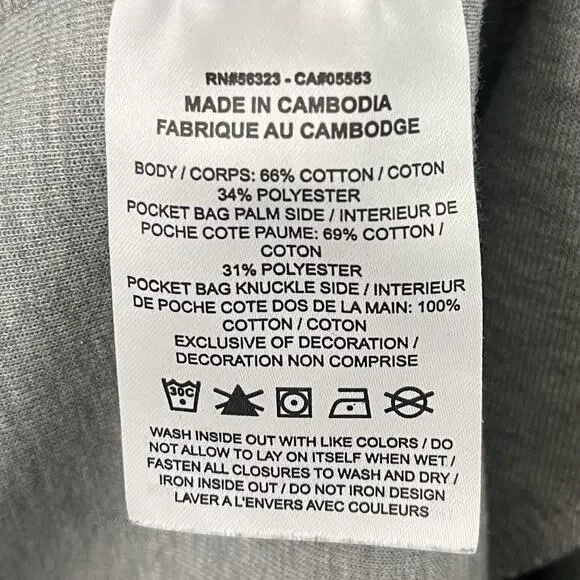 RN#56323 - CA#05553
MADE IN CAMBODIA
FABRIQUE AU CAMBODGE
BODY / CORPS: 66% COTTON / COTON
34% POLYESTER
POCKET BAG PALM SIDE / INTERIEUR DE
POCHE COTE PAUME: 69% COTTON /
COTON
31% POLYESTER
POCKET BAG KNUCKLE SIDE / INTERIEUR
DE POCHE COTE DOS DE LA MAIN: 100%
COTTON / COTON
EXCLUSIVE OF DECORATION /
DECORATION NON COMPRISE
30C
WASH INSIDE OUT WITH LIKE COLORS / DO
NOT ALLOW TO LAY ON ITSELF WHEN WET /
FASTEN ALL CLOSURES TO WASH AND DRY /
IRON INSIDE OUT / DO NOT IRON DESIGN
LAVER A L'ENVERS AVEC COULEURS